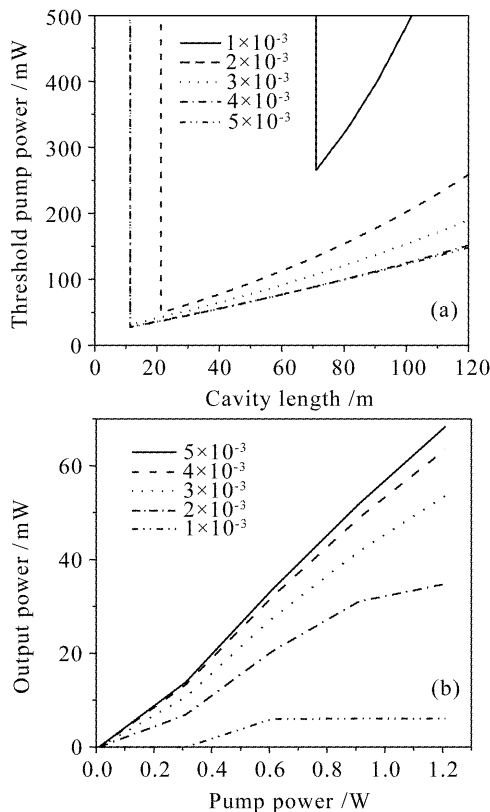 500
400
300
200
100
0
Threshold pump power /mW
1×10⁻³
2×10⁻³
3×10⁻³
4×10⁻³
5×10⁻³
(a)
0 20 40 60 80 100 120
Cavity length /m
60
40
20
0
Output power /mW
5×10⁻³
4×10⁻³
3×10⁻³
2×10⁻³
1×10⁻³
(b)
0.0 0.2 0.4 0.6 0.8 1.0 1.2
Pump power /W